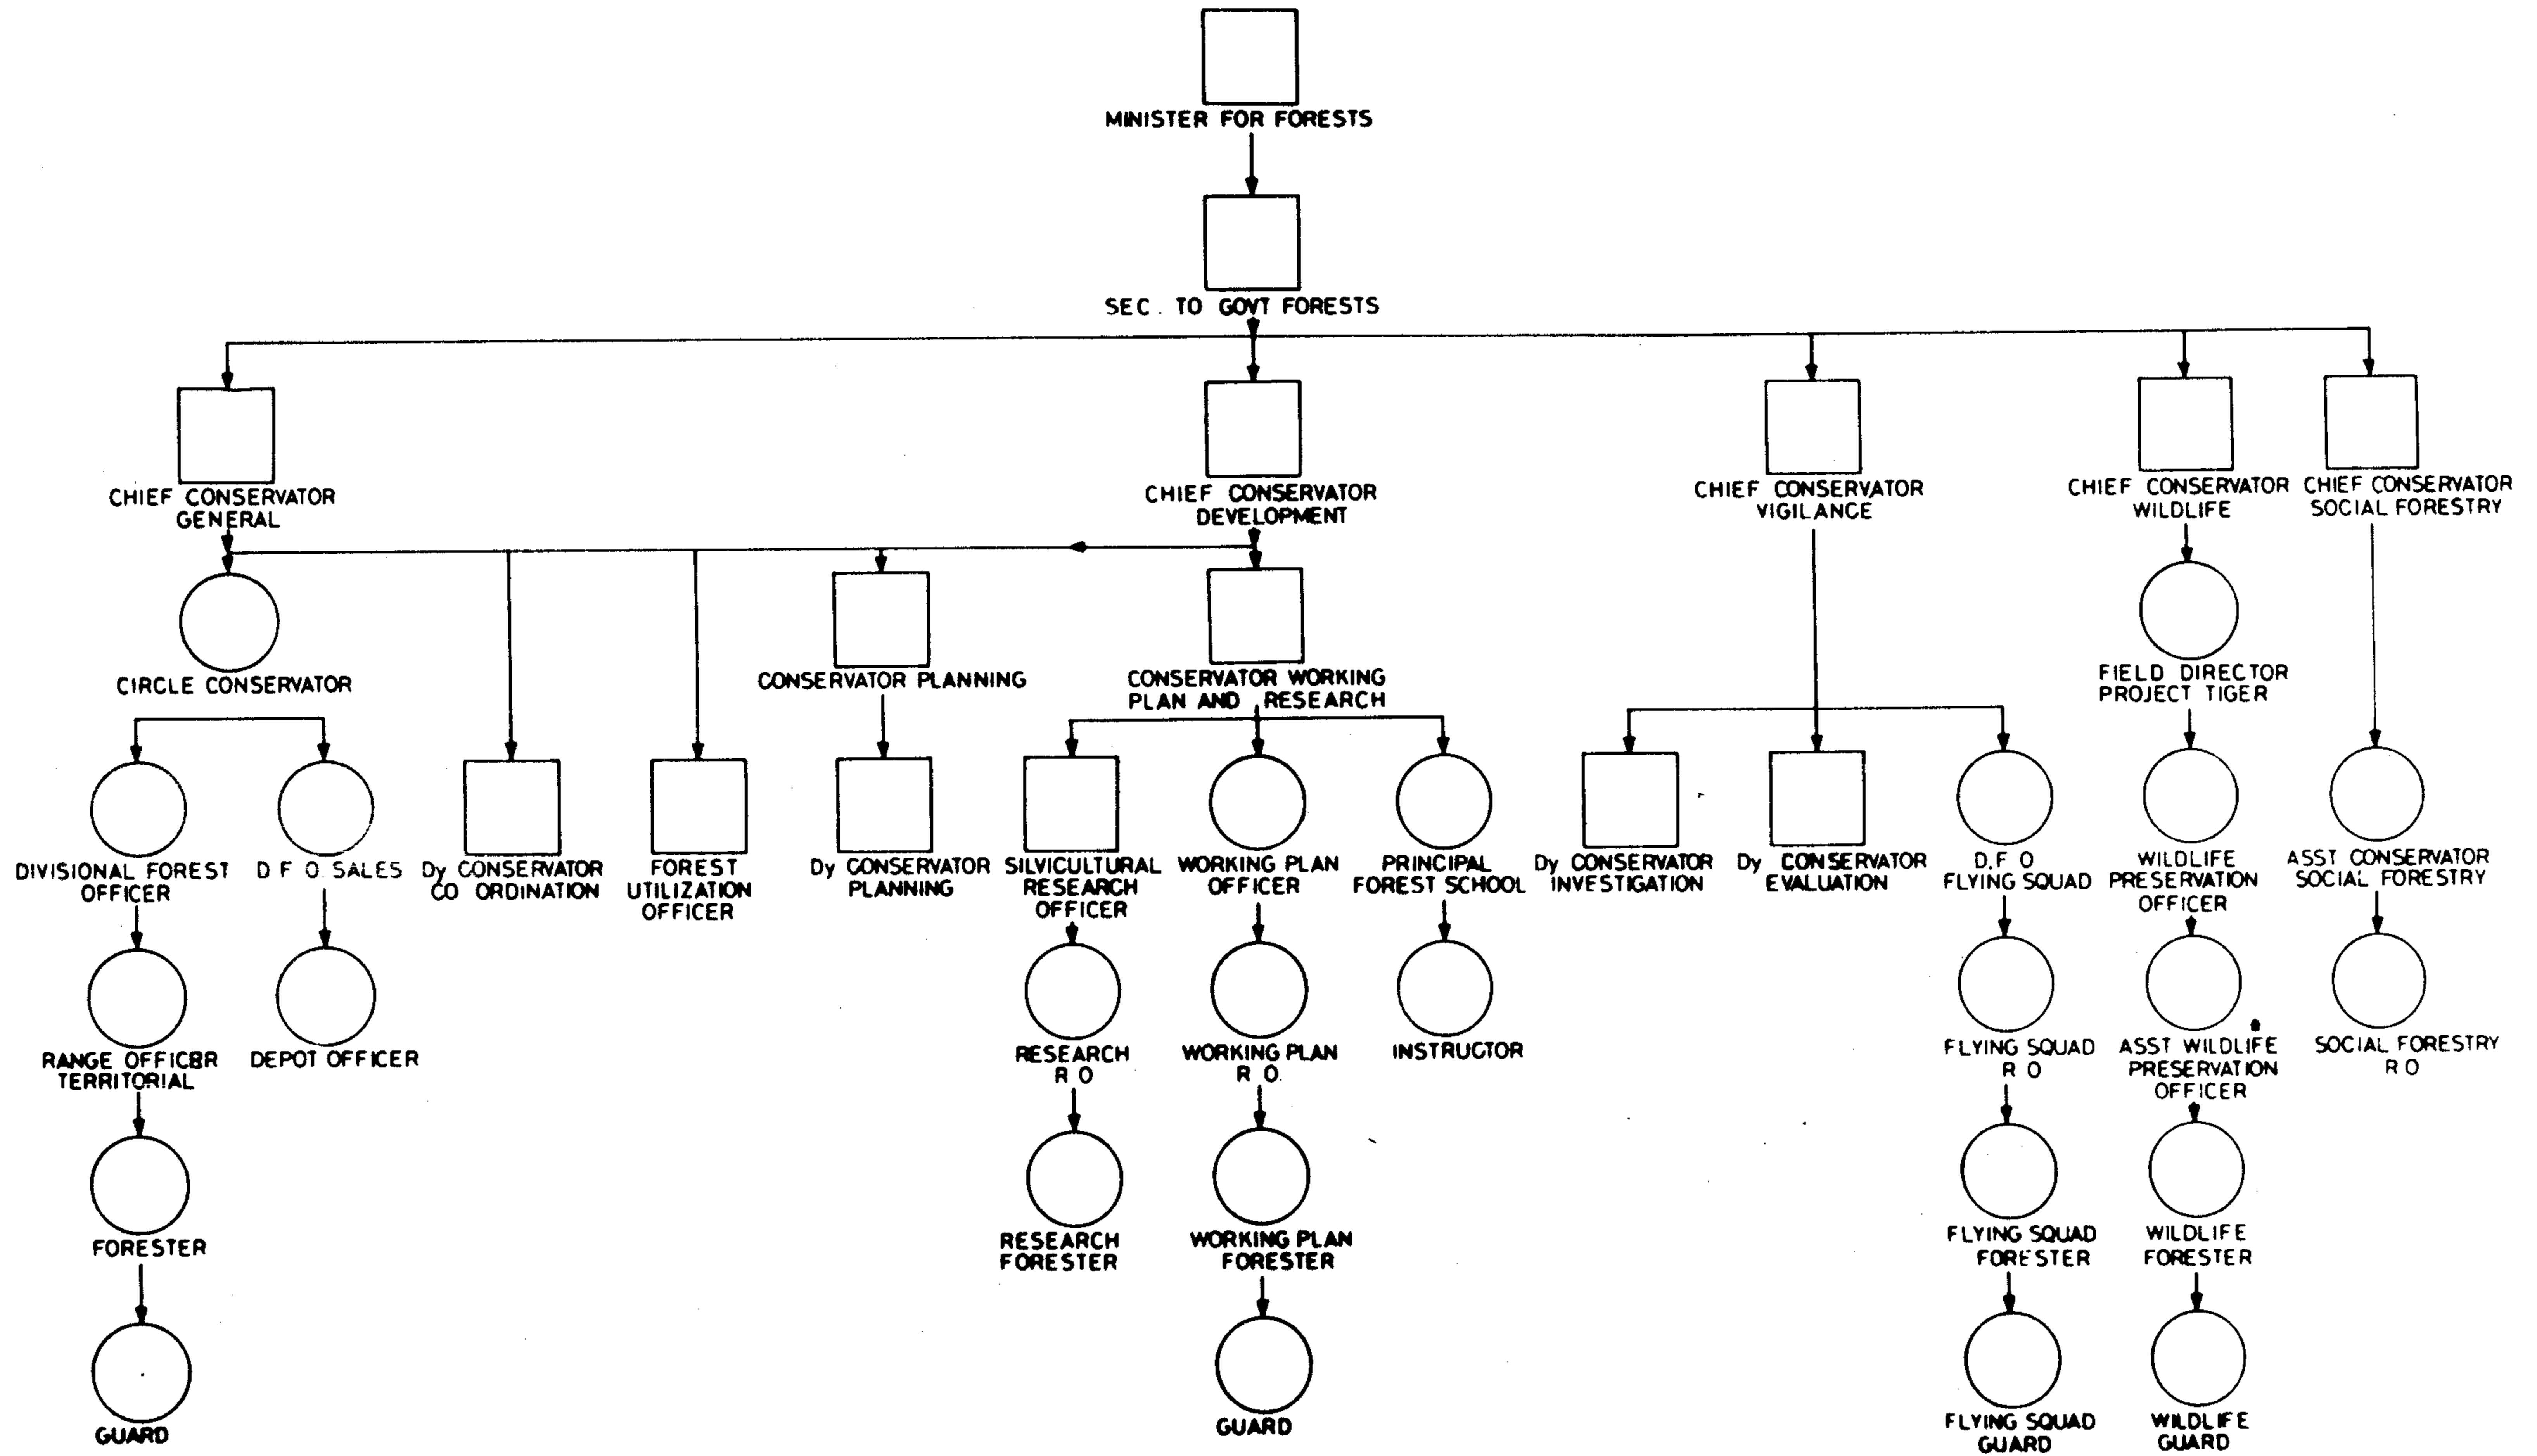 MINISTER FOR FORESTS
SEC. TO GOVT FORESTS
CHIEF CONSERVATOR
GENERAL
CHIEF CONSERVATOR
DEVELOPMENT
CHIEF CONSERVATOR
VIGILANCE
CHIEF CONSERVATOR
WILDLIFE
CHIEF CONSERVATOR
SOCIAL FORESTRY
CIRCLE CONSERVATOR
CONSERVATOR PLANNING
CONSERVATOR WORKING
PLAN AND RESEARCH
FIELD DIRECTOR
PROJECT TIGER
DIVISIONAL FOREST
OFFICER
D F O. SALES
Dy CONSERVATOR
CO ORDINATION
FOREST
UTILIZATION
OFFICER
Dy CONSERVATOR
PLANNING
SILVICULTURAL
RESEARCH
OFFICER
WORKING PLAN
OFFICER
PRINCIPAL
FOREST SCHOOL
Dy CONSERVATOR
INVESTIGATION
Dy CONSERVATOR
EVALUATION
D.F O
FLYING SQUAD
WILDLIFE
PRESERVATION
OFFICER
ASST CONSERVATOR
SOCIAL FORESTRY
RANGE OFFICER
TERRITORIAL
DEPOT OFFICER
RESEARCH
R O
WORKING PLAN
R O.
INSTRUCTOR
FLYING SQUAD
R O
ASST WILDLIFE
PRESERVATION
OFFICER
SOCIAL FORESTRY
R O
FORESTER
RESEARCH
FORESTER
WORKING PLAN
FORESTER
FLYING SQUAD
FORESTER
WILDLIFE
FORESTER
GUARD
GUARD
FLYING SQUAD
GUARD
WILDLIFE
GUARD